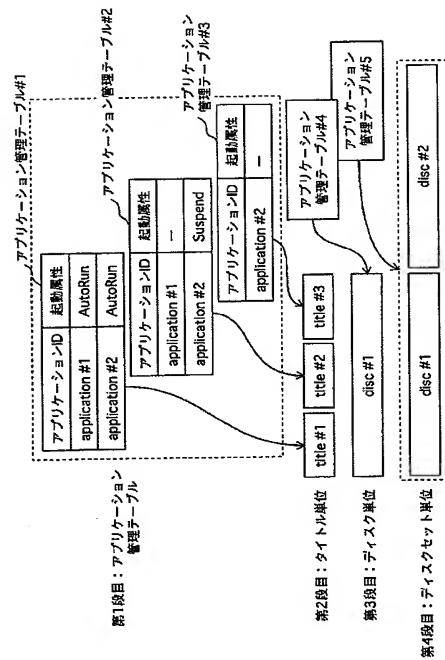 アプリケーション管理テーブル#1
アプリケーション管理テーブル#2
アプリケーション
管理テーブル#3
第1段目：アプリケーション
管理テーブル
アプリケーションID 起動属性
application #1 AutoRun
application #2 AutoRun
アプリケーションID 起動属性
application #1 —
application #2 Suspend
アプリケーションID 起動属性
application #2 —
第2段目：タイトル単位
title #1 title #2 title #3
アプリケーション
管理テーブル#4
アプリケーション
管理テーブル#5
第3段目：ディスク単位
disc #1
第4段目：ディスクセット単位
disc #1 disc #2